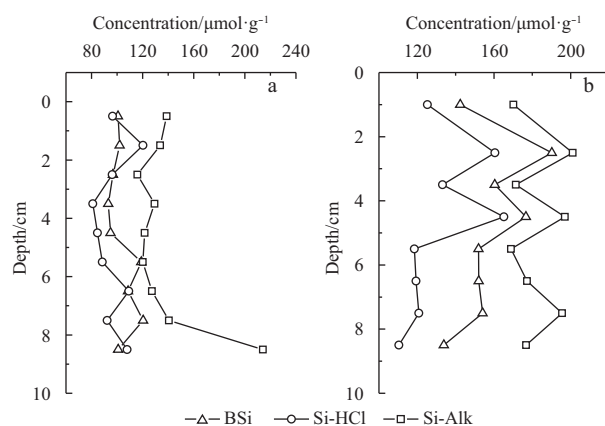 Concentration/μmol·g⁻¹
80 120 160 200 240
a
Depth/cm
0
2
4
6
8
10
Concentration/μmol·g⁻¹
120 160 200
b
Depth/cm
0
2
4
6
8
10
BSi Si-HCl Si-Alk